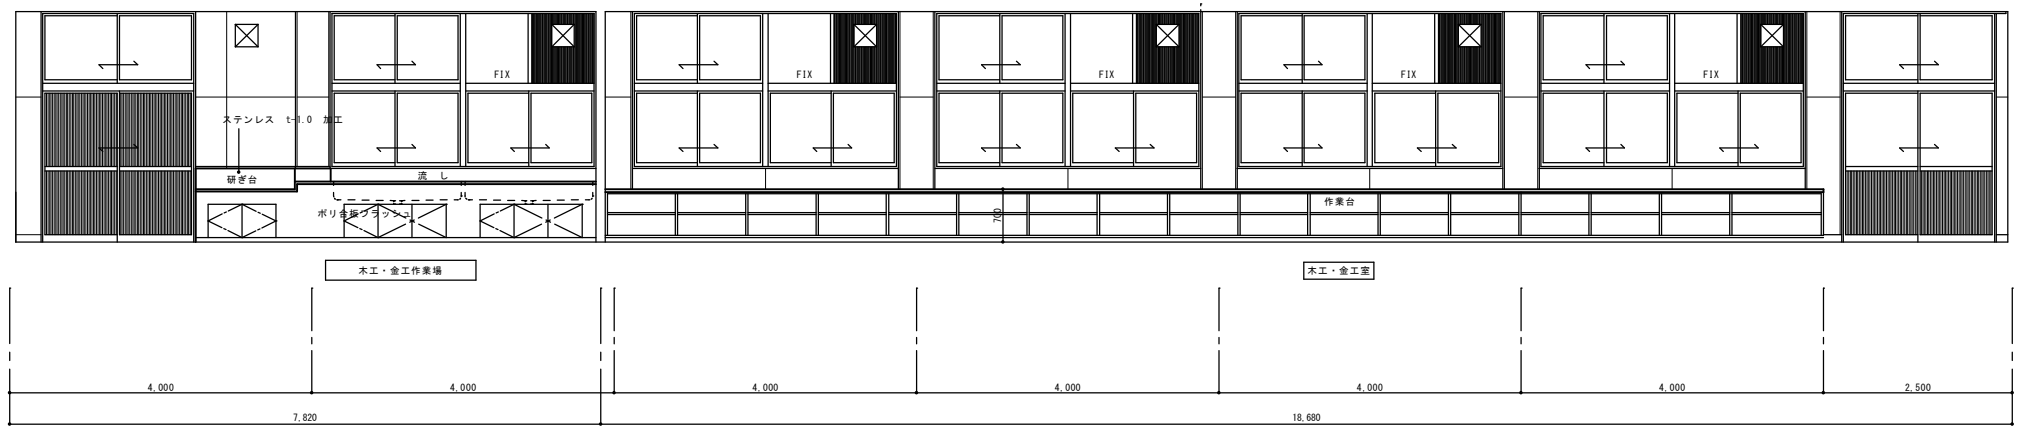 FIX
FIX
FIX
FIX
FIX
ステンレス t-1.0 加工
研ぎ台
流 し
ポリ合板フラッシュ
作業台
700
木工・金工作業場
木工・金工室
4,000
4,000
4,000
4,000
4,000
4,000
2,500
7,820
18,680